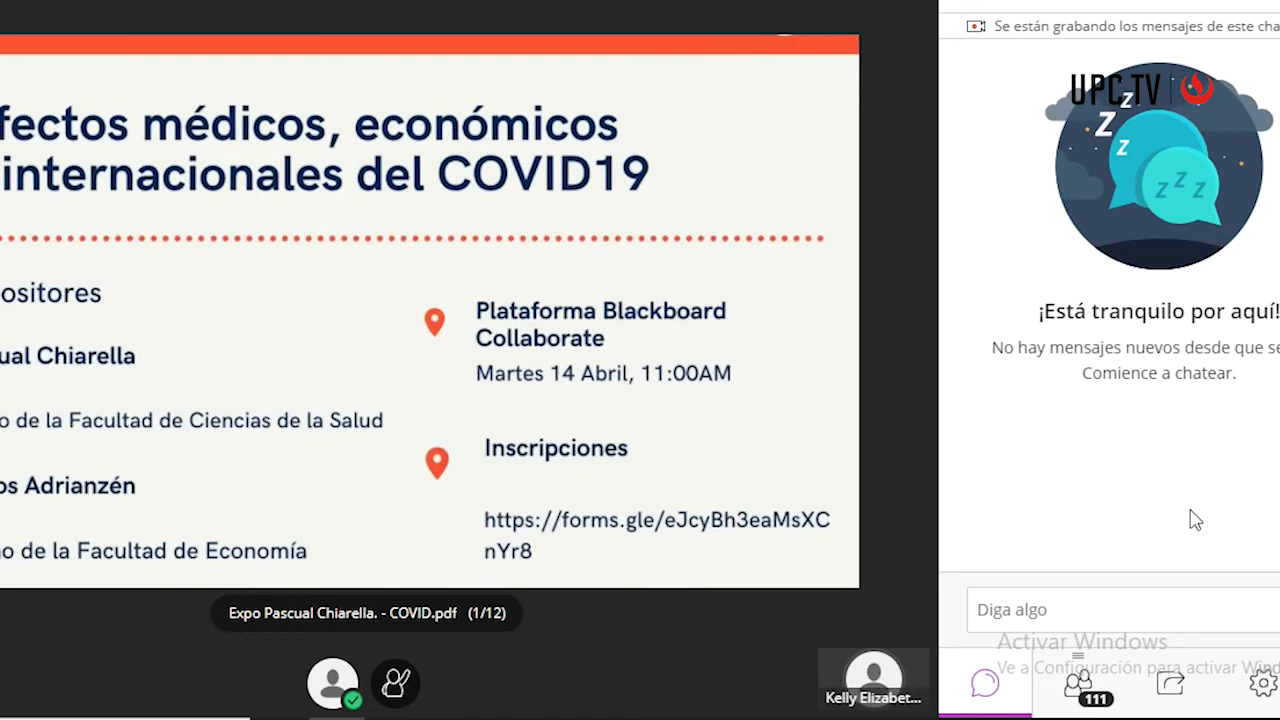 fectos médicos, económicos
internacionales del COVID19
ositores
ual Chiarella
o de la Facultad de Ciencias de la Salud
os Adrianzén
o de la Facultad de Economía
Plataforma Blackboard
Collaborate
Martes 14 Abril, 11:00AM
Inscripciones
https://forms.gle/eJcyBh3eaMsXC
nYr8
Expo Pascual Chiarella. - COVID.pdf (1/12)
Kelly Elizabet...
Se están grabando los mensajes de este cha
UPC TV
Z
Z
Z
Z Z Z
¡Está tranquilo por aquí!
No hay mensajes nuevos desde que se
Comience a chatear.
Diga algo
Activar Windows
Ve a Configuración para activar Wind
111